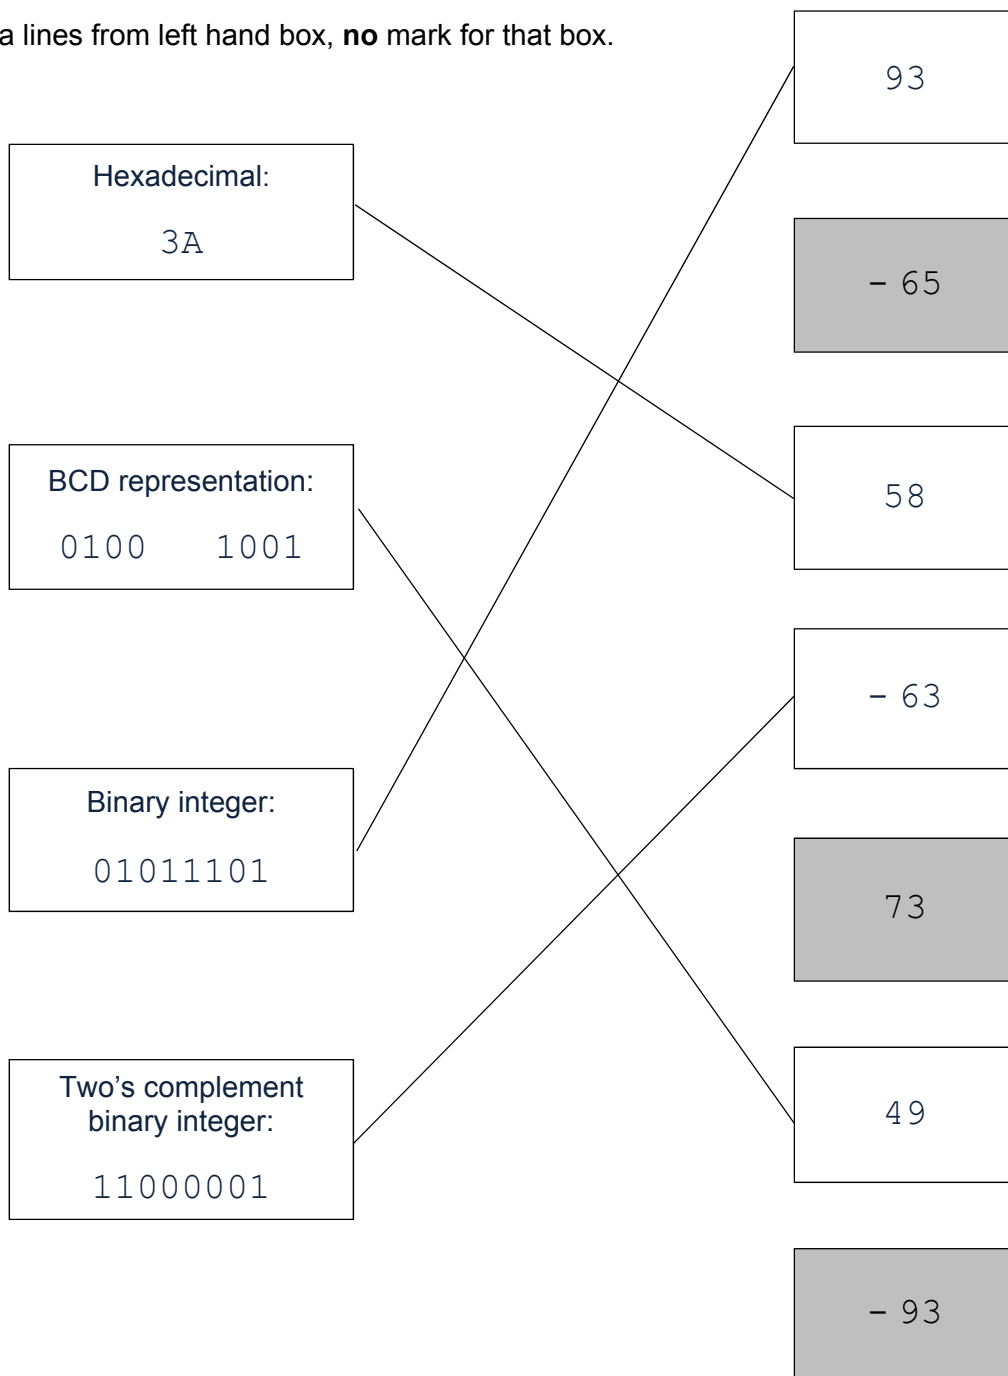 a lines from left hand box, no mark for that box.
93
Hexadecimal:
3A
- 65
BCD representation:
0100 1001
58
- 63
Binary integer:
01011101
73
Two's complement
binary integer:
11000001
49
- 93